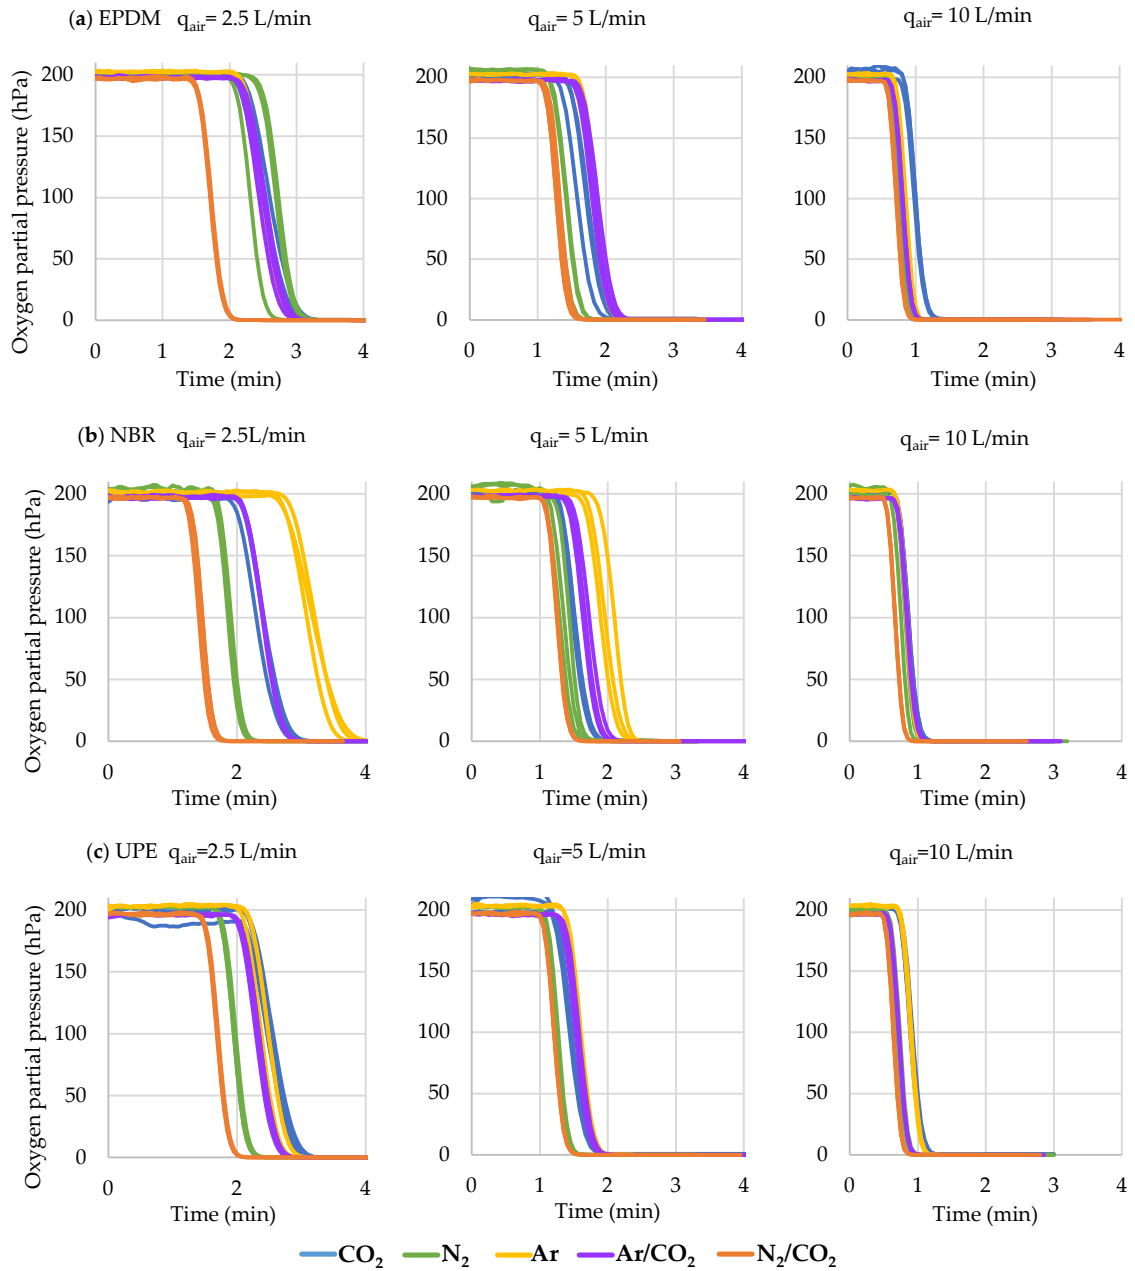 (a) EPDM q_air= 2.5 L/min
5 L/min
q_air= 10 L/min
Oxygen partial pressure (hPa)
200
150
100
50
0
0 1 2 3 4
Time (min)
q_air= 5 L/min
200
150
100
50
0
0 1 2 3 4
Time (min)
200
150
100
50
0
0 1 2 3 4
Time (min)
(b) NBR q_air= 2.5L/min
q_air= 5 L/min
q_air= 10 L/min
Oxygen partial pressure (hPa)
200
150
100
50
0
0 2 4
Time (min)
200
150
100
50
0
0 1 2 3 4
Time (min)
200
150
100
50
0
0 1 2 3 4
Time (min)
(c) UPE q_air=2.5 L/min
q_air=5 L/min
q_air=10 L/min
Oxygen partial pressure (hPa)
200
150
100
50
0
0 2 4
Time (min)
200
150
100
50
0
0 1 2 3 4
Time (min)
200
150
100
50
0
0 1 2 3 4
Time (min)
CO₂ N₂ Ar Ar/CO₂ N₂/CO₂